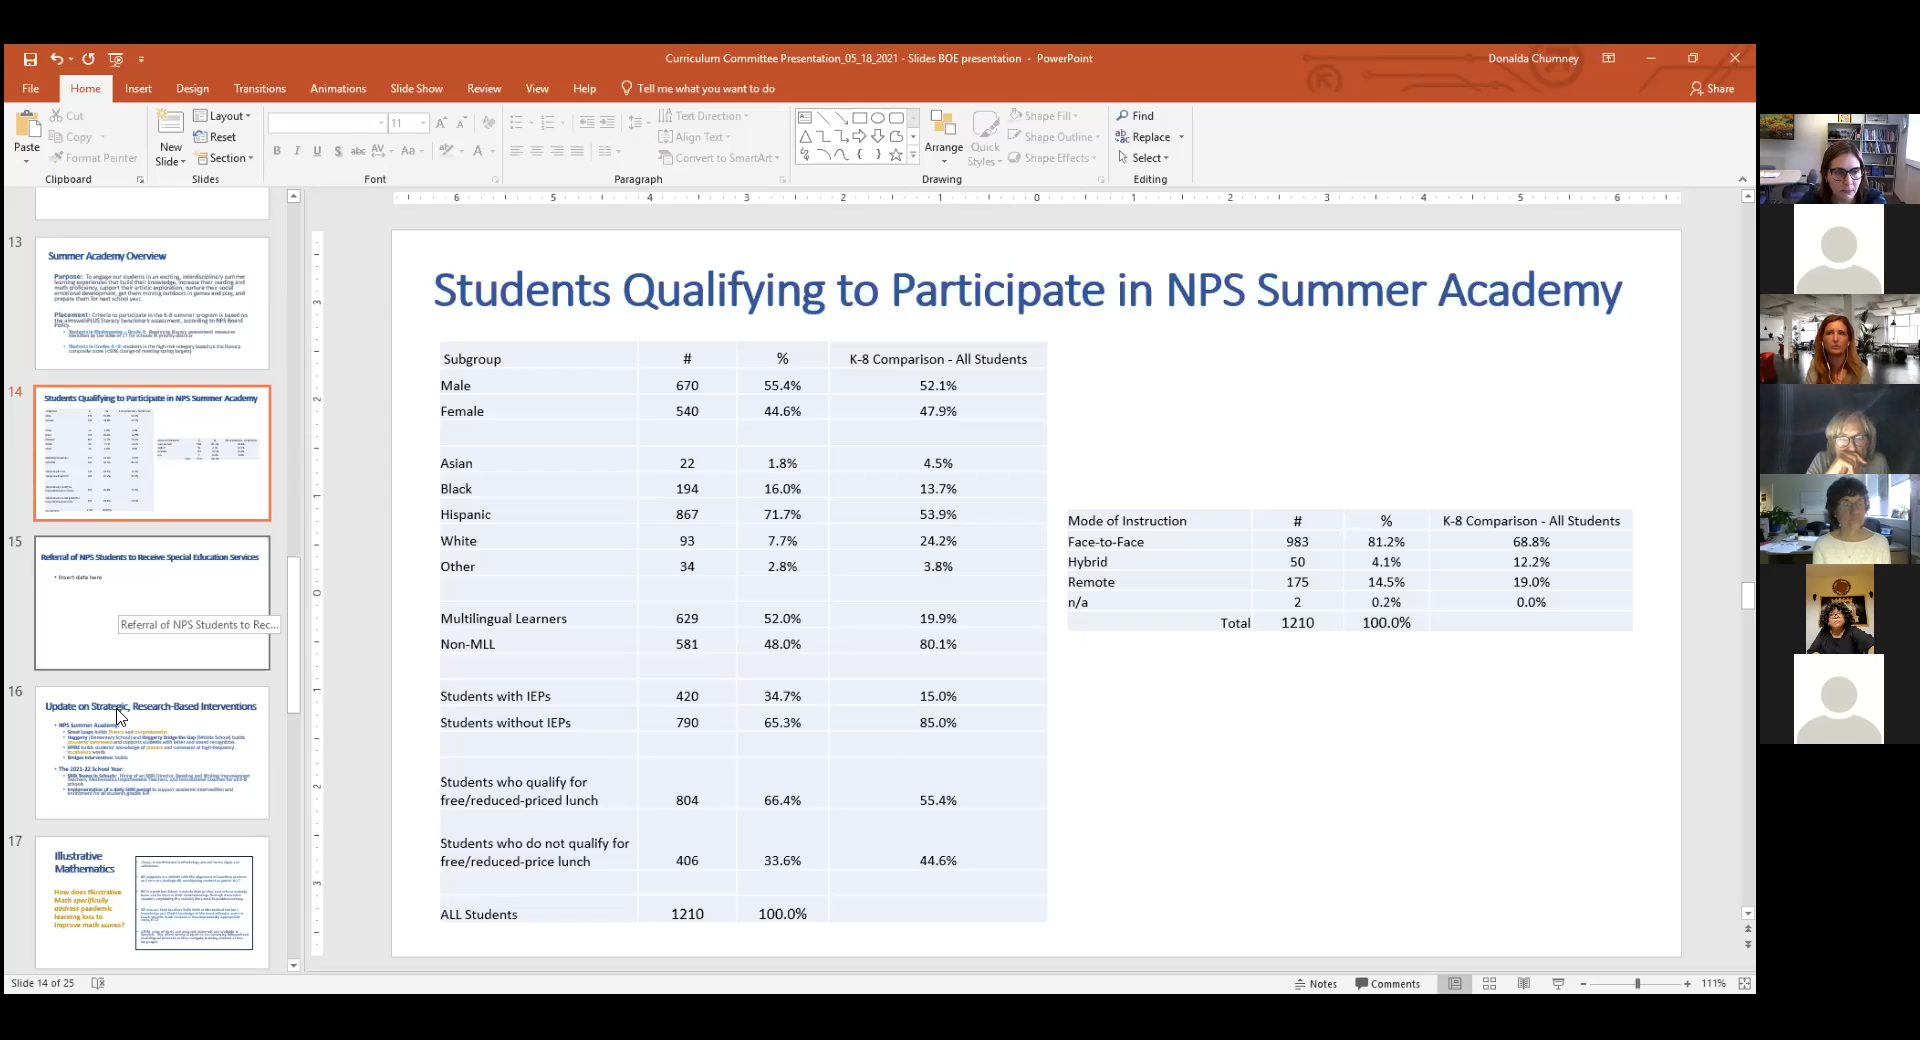 Curriculum Committee Presentation_05_18_2021 - Slides BOE presentation - PowerPoint
Donalda Chumney
File Home Insert Design Transitions Animations Slide Show Review View Help Tell me what you want to do
Share
Paste
Cut
Copy
Format Painter
Clipboard
New Slide
Layout
Reset
Section
Slides
11
Font
Text Direction
Align Text
Convert to SmartArt
Paragraph
Arrange
Quick Styles
Shape Fill
Shape Outline
Shape Effects
Drawing
Find
Replace
Select
Editing
13
Summer Academy Overview
14
Students Qualifying to Participate in NPS Summer Academy
15
Referral of NPS Students to Receive Special Education Services
• Insert data here
Referral of NPS Students to Rec...
16
Update on Strategic, Research-Based Interventions
17
Illustrative
Mathematics
How does Illustrative
Math specifically
address pandemic
learning loss to
improve math scores?
Students Qualifying to Participate in NPS Summer Academy
Subgroup # % K-8 Comparison - All Students
Male 670 55.4% 52.1%
Female 540 44.6% 47.9%
Asian 22 1.8% 4.5%
Black 194 16.0% 13.7%
Hispanic 867 71.7% 53.9%
White 93 7.7% 24.2%
Other 34 2.8% 3.8%
Multilingual Learners 629 52.0% 19.9%
Non-MLL 581 48.0% 80.1%
Students with IEPs 420 34.7% 15.0%
Students without IEPs 790 65.3% 85.0%
Students who qualify for
free/reduced-priced lunch 804 66.4% 55.4%
Students who do not qualify for
free/reduced-price lunch 406 33.6% 44.6%
ALL Students 1210 100.0%
Mode of Instruction # % K-8 Comparison - All Students
Face-to-Face 983 81.2% 68.8%
Hybrid 50 4.1% 12.2%
Remote 175 14.5% 19.0%
n/a 2 0.2% 0.0%
Total 1210 100.0%
Slide 14 of 25
Notes
Comments
111%